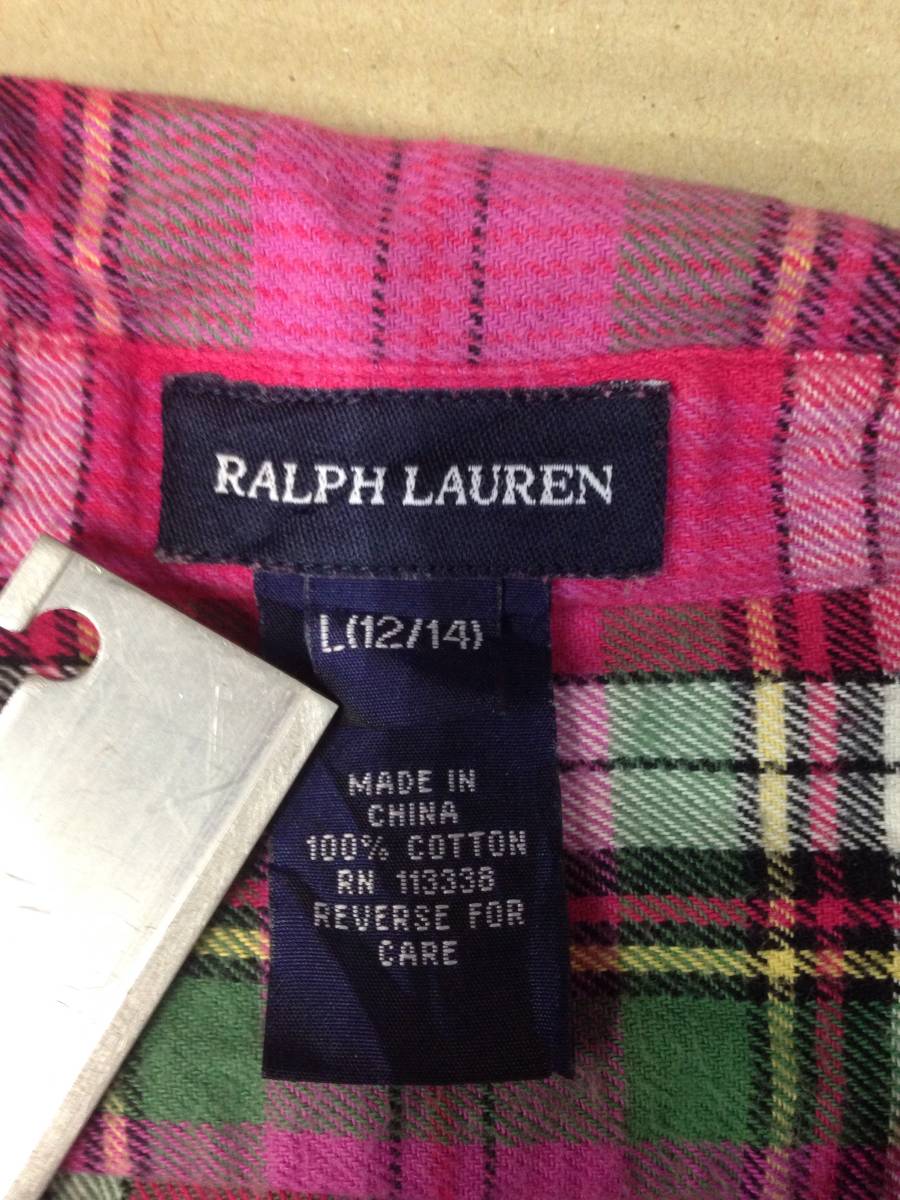 RALPH LAUREN
L(12/14)
MADE IN
CHINA
100% COTTON
RN 113338
REVERSE FOR
CARE